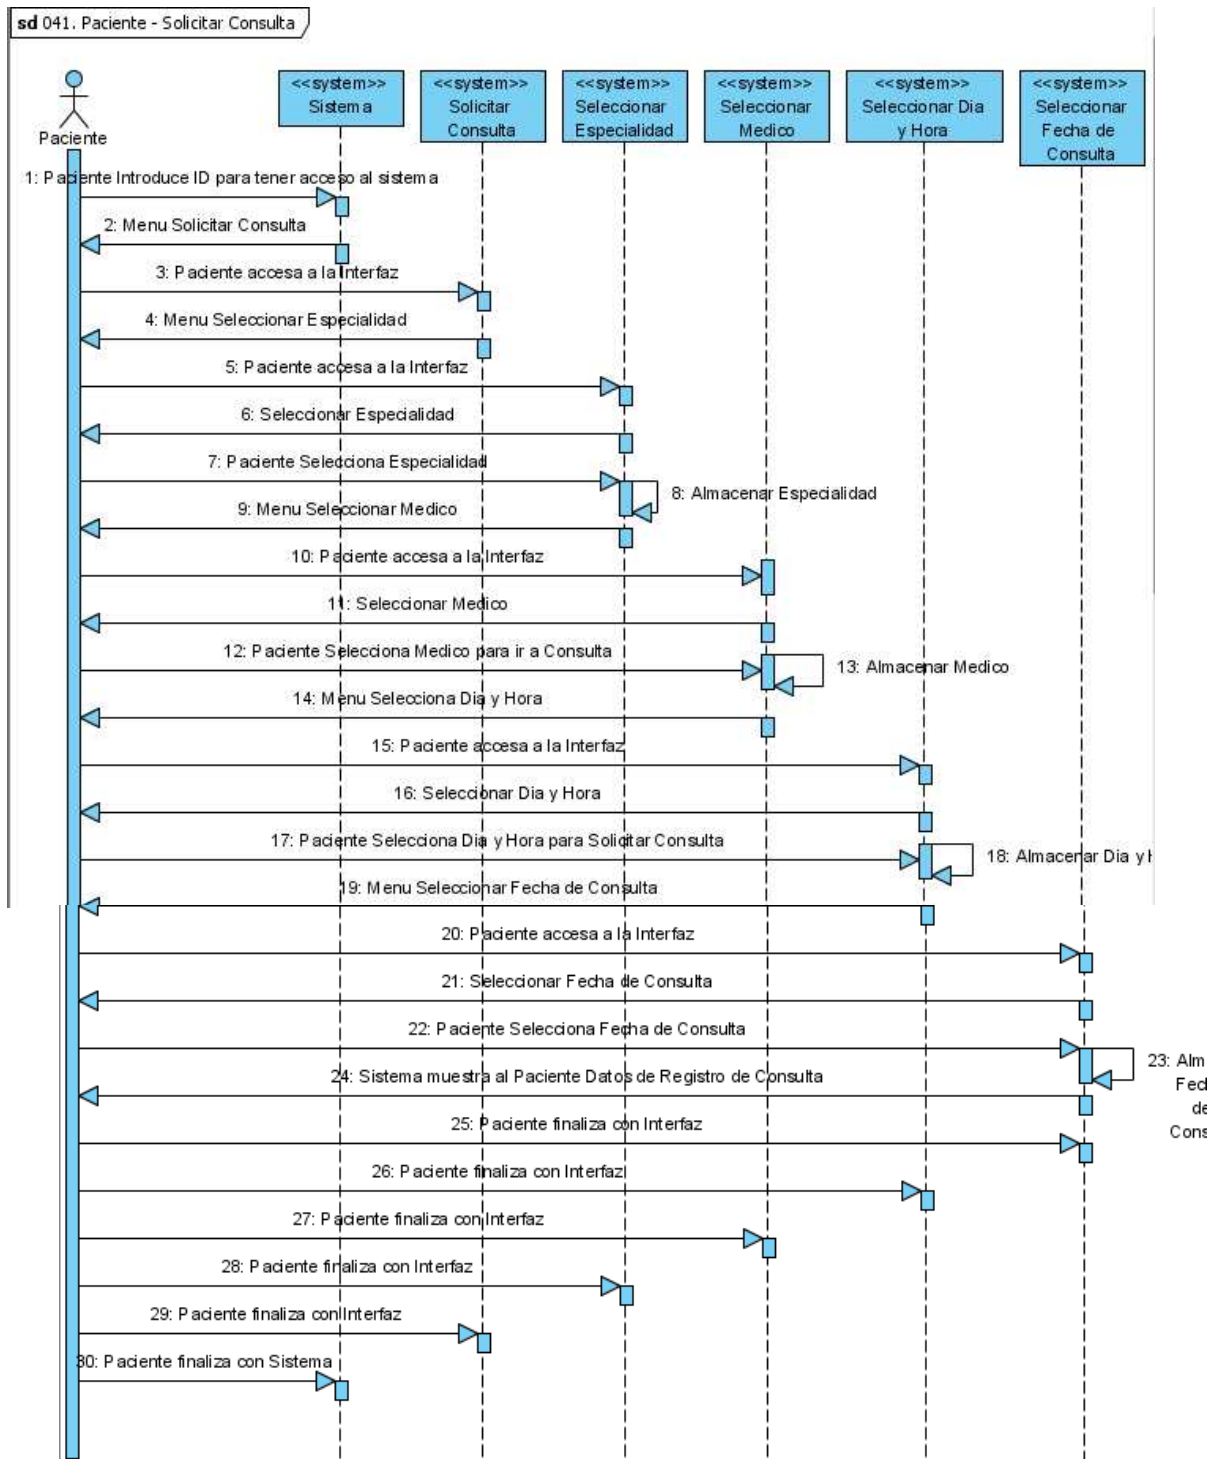 sd 041. Paciente - Solicitar Consulta
Paciente
<<system>>
Sistema
<<system>>
Solicitar
Consulta
<<system>>
Seleccionar
Especialidad
<<system>>
Seleccionar
Medico
<<system>>
Seleccionar Dia
y Hora
<<system>>
Seleccionar
Fecha de
Consulta
1: Paciente Introduce ID para tener acceso al sistema
2: Menu Solicitar Consulta
3: Paciente accesa a la Interfaz
4: Menu Seleccionar Especialidad
5: Paciente accesa a la Interfaz
6: Seleccionar Especialidad
7: Paciente Selecciona Especialidad
8: Almacenar Especialidad
9: Menu Seleccionar Medico
10: Paciente accesa a la Interfaz
11: Seleccionar Medico
12: Paciente Selecciona Medico para ir a Consulta
13: Almacenar Medico
14: Menu Selecciona Dia y Hora
15: Paciente accesa a la Interfaz
16: Seleccionar Dia y Hora
17: Paciente Selecciona Dia y Hora para Solicitar Consulta
18: Almacenar Dia y
19: Menu Seleccionar Fecha de Consulta
20: Paciente accesa a la Interfaz
21: Seleccionar Fecha de Consulta
22: Paciente Selecciona Fecha de Consulta
23: Alm
Fech
de
Cons
24: Sistema muestra al Paciente Datos de Registro de Consulta
25: Paciente finaliza con Interfaz
26: Paciente finaliza con Interfaz
27: Paciente finaliza con Interfaz
28: Paciente finaliza con Interfaz
29: Paciente finaliza con Interfaz
30: Paciente finaliza con Sistema